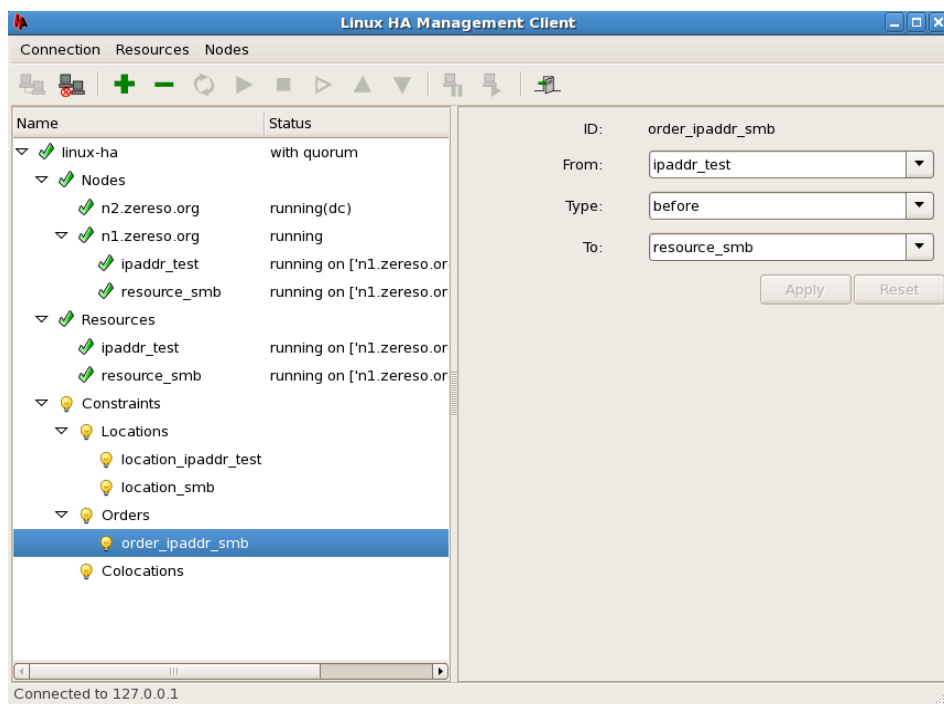 Linux HA Management Client
Connection Resources Nodes
Name Status
linux-ha with quorum
Nodes
n2.zereso.org running(dc)
n1.zereso.org running
ipaddr_test running on ['n1.zereso.or
resource_smb running on ['n1.zereso.or
Resources
ipaddr_test running on ['n1.zereso.or
resource_smb running on ['n1.zereso.or
Constraints
Locations
location_ipaddr_test
location_smb
Orders
order_ipaddr_smb
Colocations
ID: order_ipaddr_smb
From: ipaddr_test
Type: before
To: resource_smb
Apply Reset
Connected to 127.0.0.1